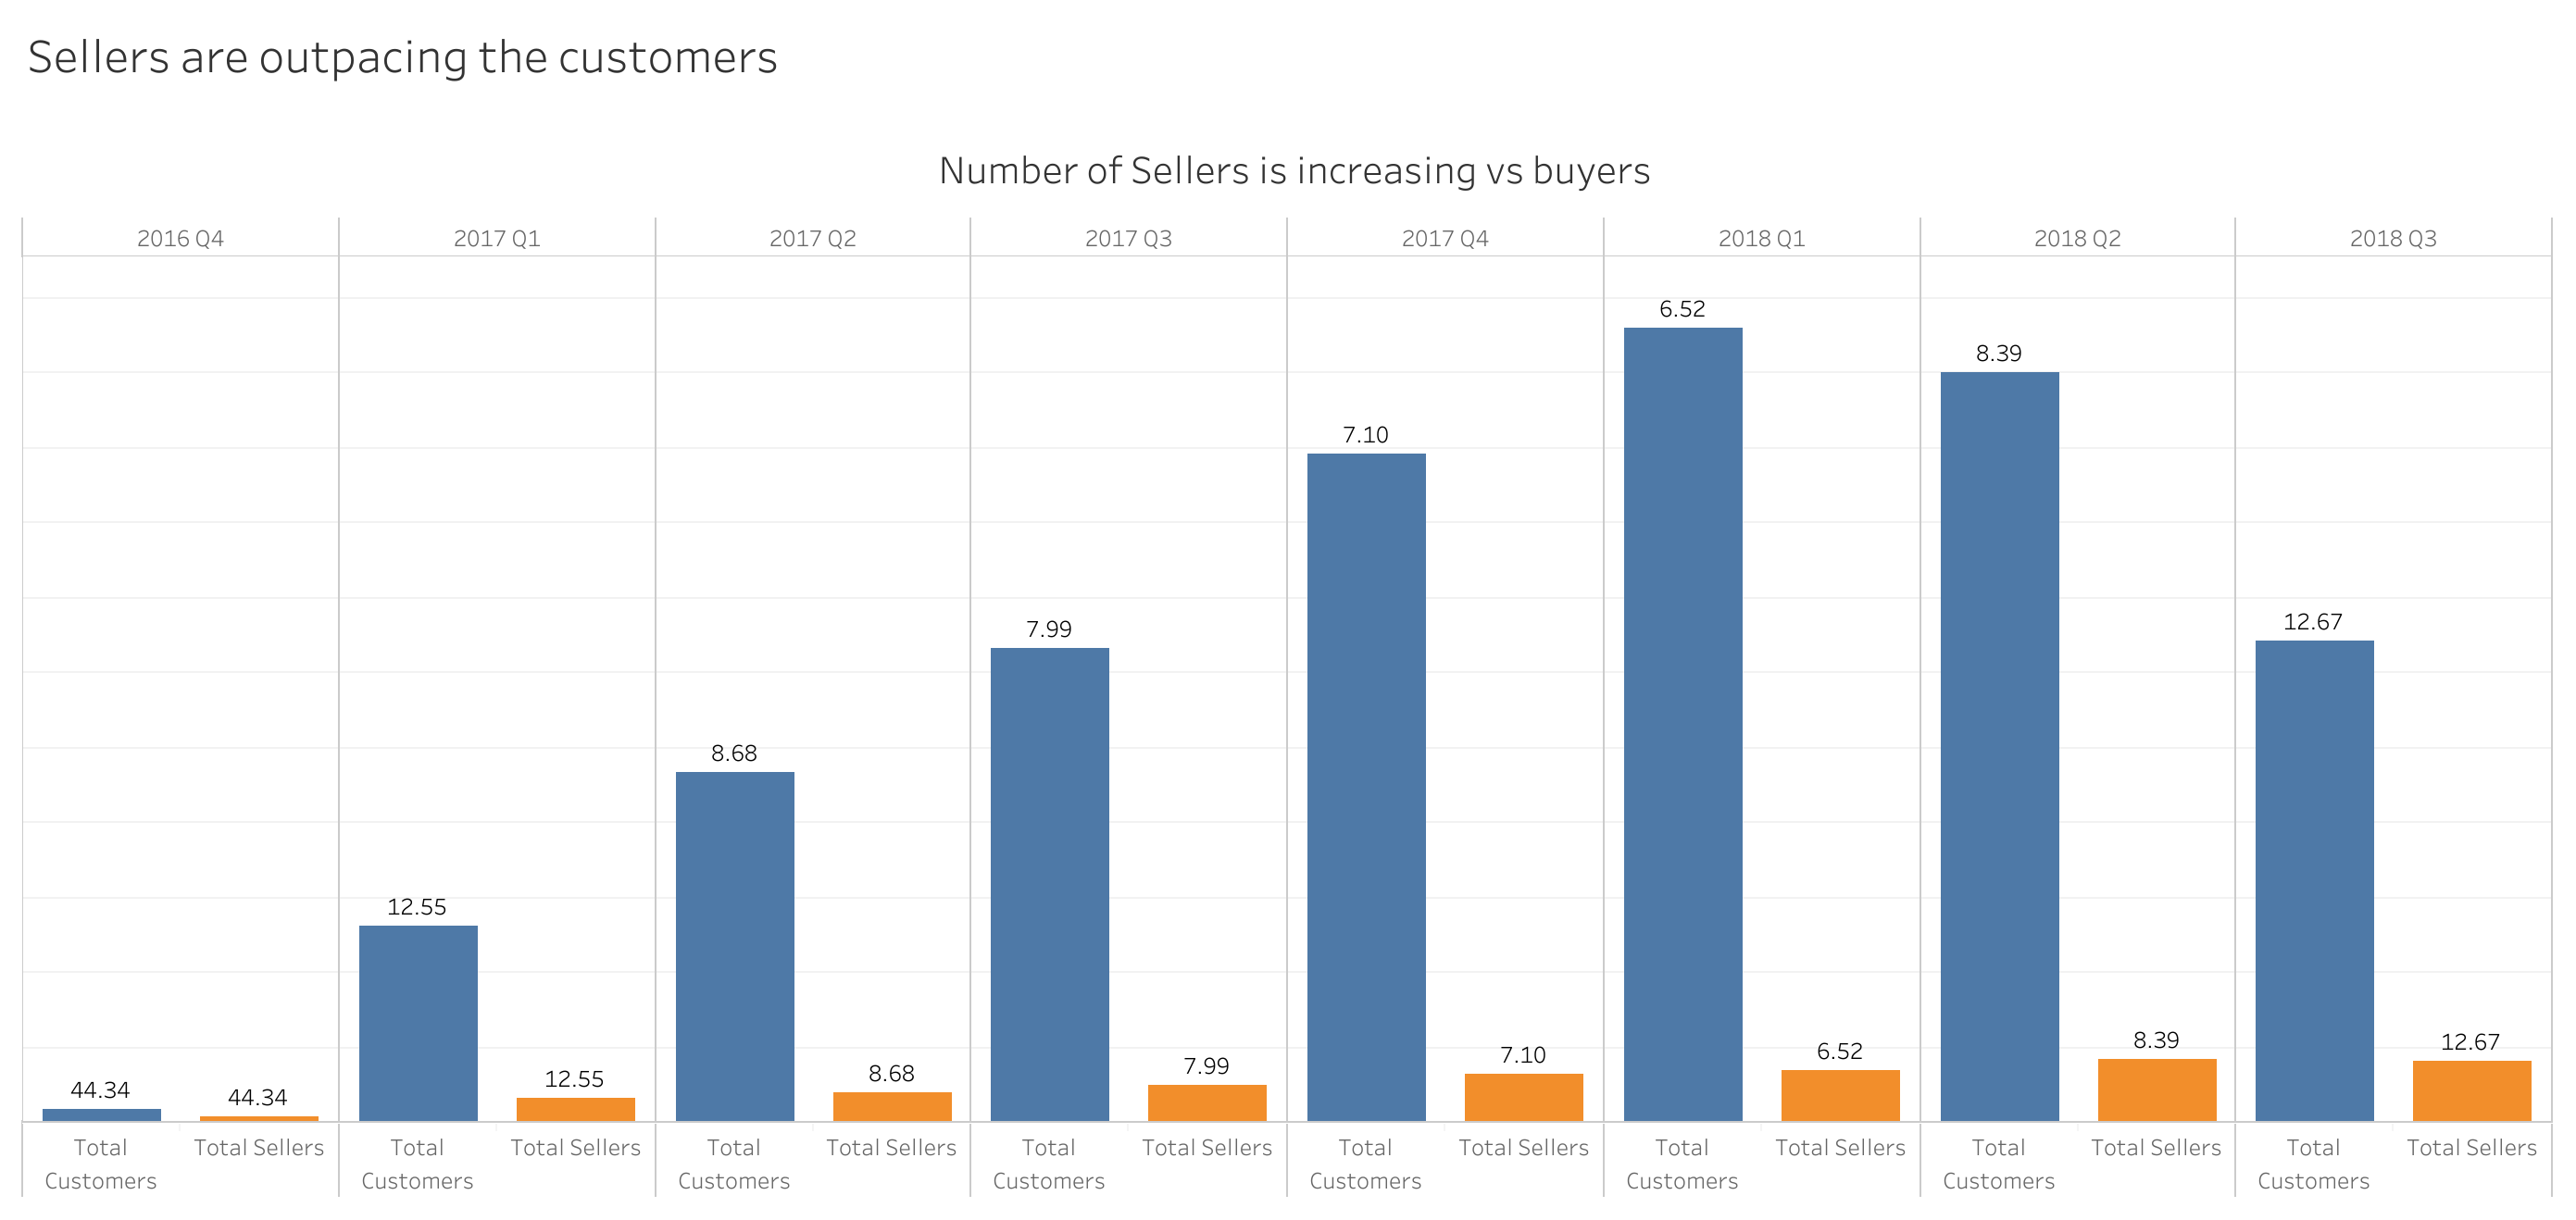 Sellers are outpacing the customers
Number of Sellers is increasing vs buyers
2016 Q4 2017 Q1 2017 Q2 2017 Q3 2017 Q4 2018 Q1 2018 Q2 2018 Q3
6.52
8.39
7.10
12.67
7.99
8.68
12.55
8.39 12.67
6.52
7.10
7.99
8.68
12.55
44.34 44.34
Total Customers
Total Sellers
Total Customers
Total Sellers
Total Customers
Total Sellers
Total Customers
Total Sellers
Total Customers
Total Sellers
Total Customers
Total Sellers
Total Customers
Total Sellers
Total Customers
Total Sellers